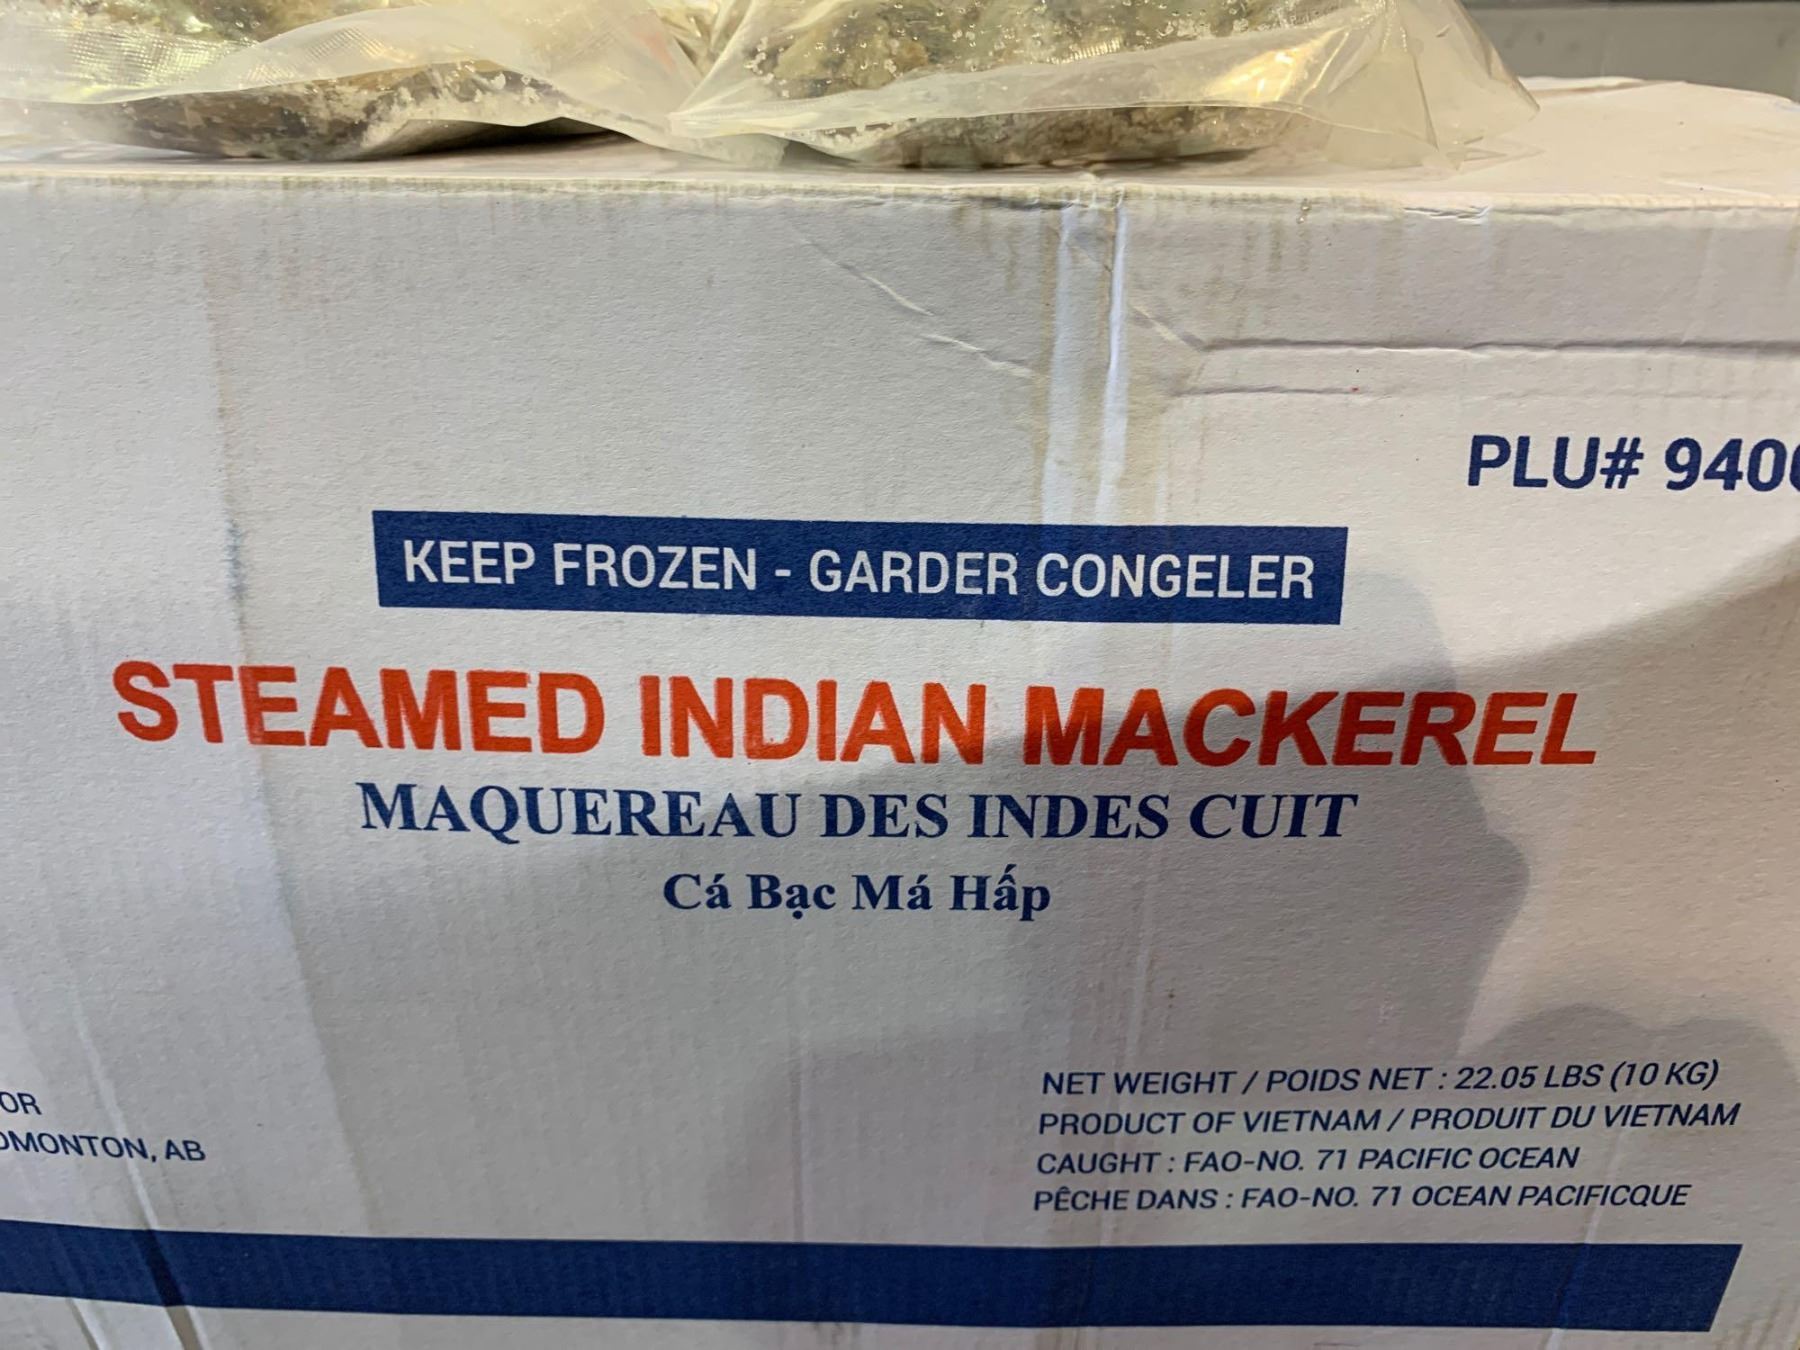 PLU# 940
KEEP FROZEN - GARDER CONGELER
STEAMED INDIAN MACKEREL
MAQUEREAU DES INDES CUIT
Cá Bạc Má Hấp
OR
DMONTON, AB
NET WEIGHT / POIDS NET : 22.05 LBS (10 KG)
PRODUCT OF VIETNAM / PRODUIT DU VIETNAM
CAUGHT : FAO-NO. 71 PACIFIC OCEAN
PÊCHE DANS : FAO-NO. 71 OCEAN PACIFICQUE